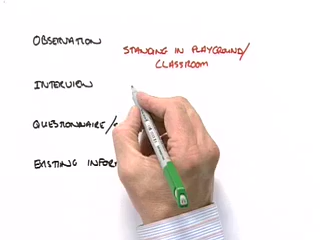 OBSERVATION
STANDING IN PLAYGROUND/
CLASSROOM
INTERVIEW
QUESTIONNAIRE/
EXISTING INFOR